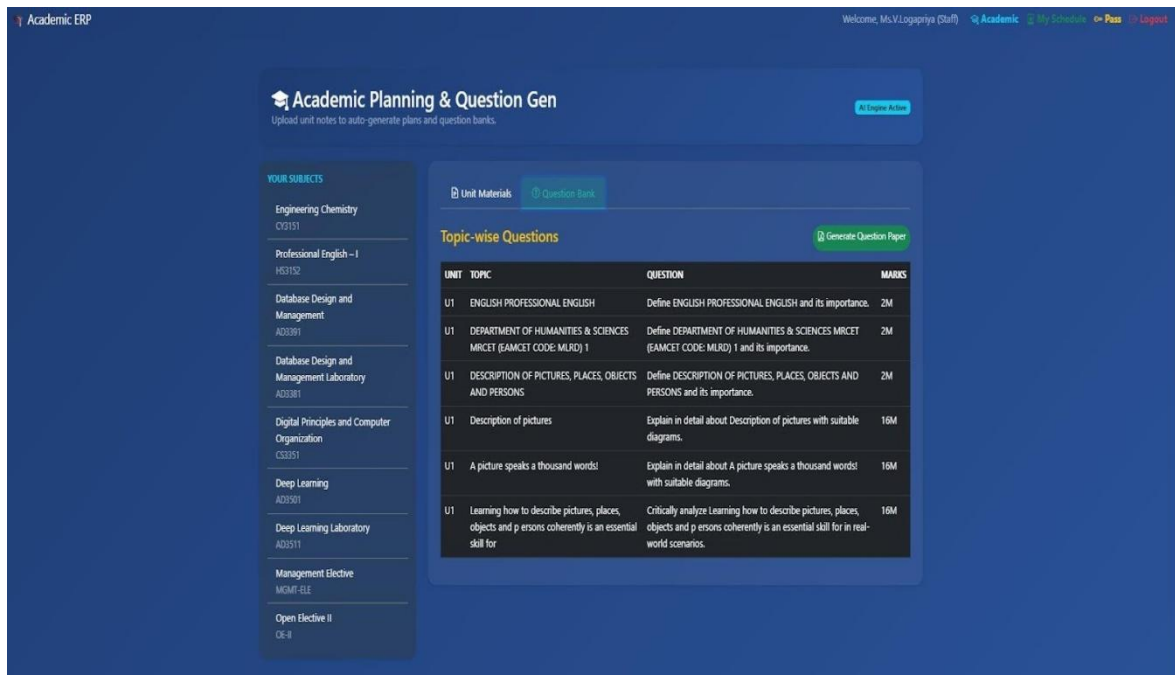 Academic ERP
Welcome, Ms.V.Logapriya (Staff) Academic My Schedule Pass Logout
Academic Planning & Question Gen
Upload unit notes to auto-generate plans and question banks.
AI Engine Active
YOUR SUBJECTS
Engineering Chemistry
CY3151
Professional English – I
HS3152
Database Design and
Management
AD3391
Database Design and
Management Laboratory
AD3381
Digital Principles and Computer
Organization
CS3351
Deep Learning
AD3501
Deep Learning Laboratory
AD3511
Management Elective
MGMT-ELE
Open Elective II
OE-II
Unit Materials Question Bank
Topic-wise Questions
Generate Question Paper
UNIT TOPIC QUESTION MARKS
U1 ENGLISH PROFESSIONAL ENGLISH Define ENGLISH PROFESSIONAL ENGLISH and its importance. 2M
U1 DEPARTMENT OF HUMANITIES & SCIENCES Define DEPARTMENT OF HUMANITIES & SCIENCES MRCET 2M
MRCET (EAMCET CODE: MLRD) 1 (EAMCET CODE: MLRD) 1 and its importance.
U1 DESCRIPTION OF PICTURES, PLACES, OBJECTS Define DESCRIPTION OF PICTURES, PLACES, OBJECTS AND 2M
AND PERSONS PERSONS and its importance.
U1 Description of pictures Explain in detail about Description of pictures with suitable 16M
diagrams.
U1 A picture speaks a thousand words! Explain in detail about A picture speaks a thousand words! 16M
with suitable diagrams.
U1 Learning how to describe pictures, places, Critically analyze Learning how to describe pictures, places, 16M
objects and p ersons coherently is an essential objects and p ersons coherently is an essential skill for in real-
skill for world scenarios.